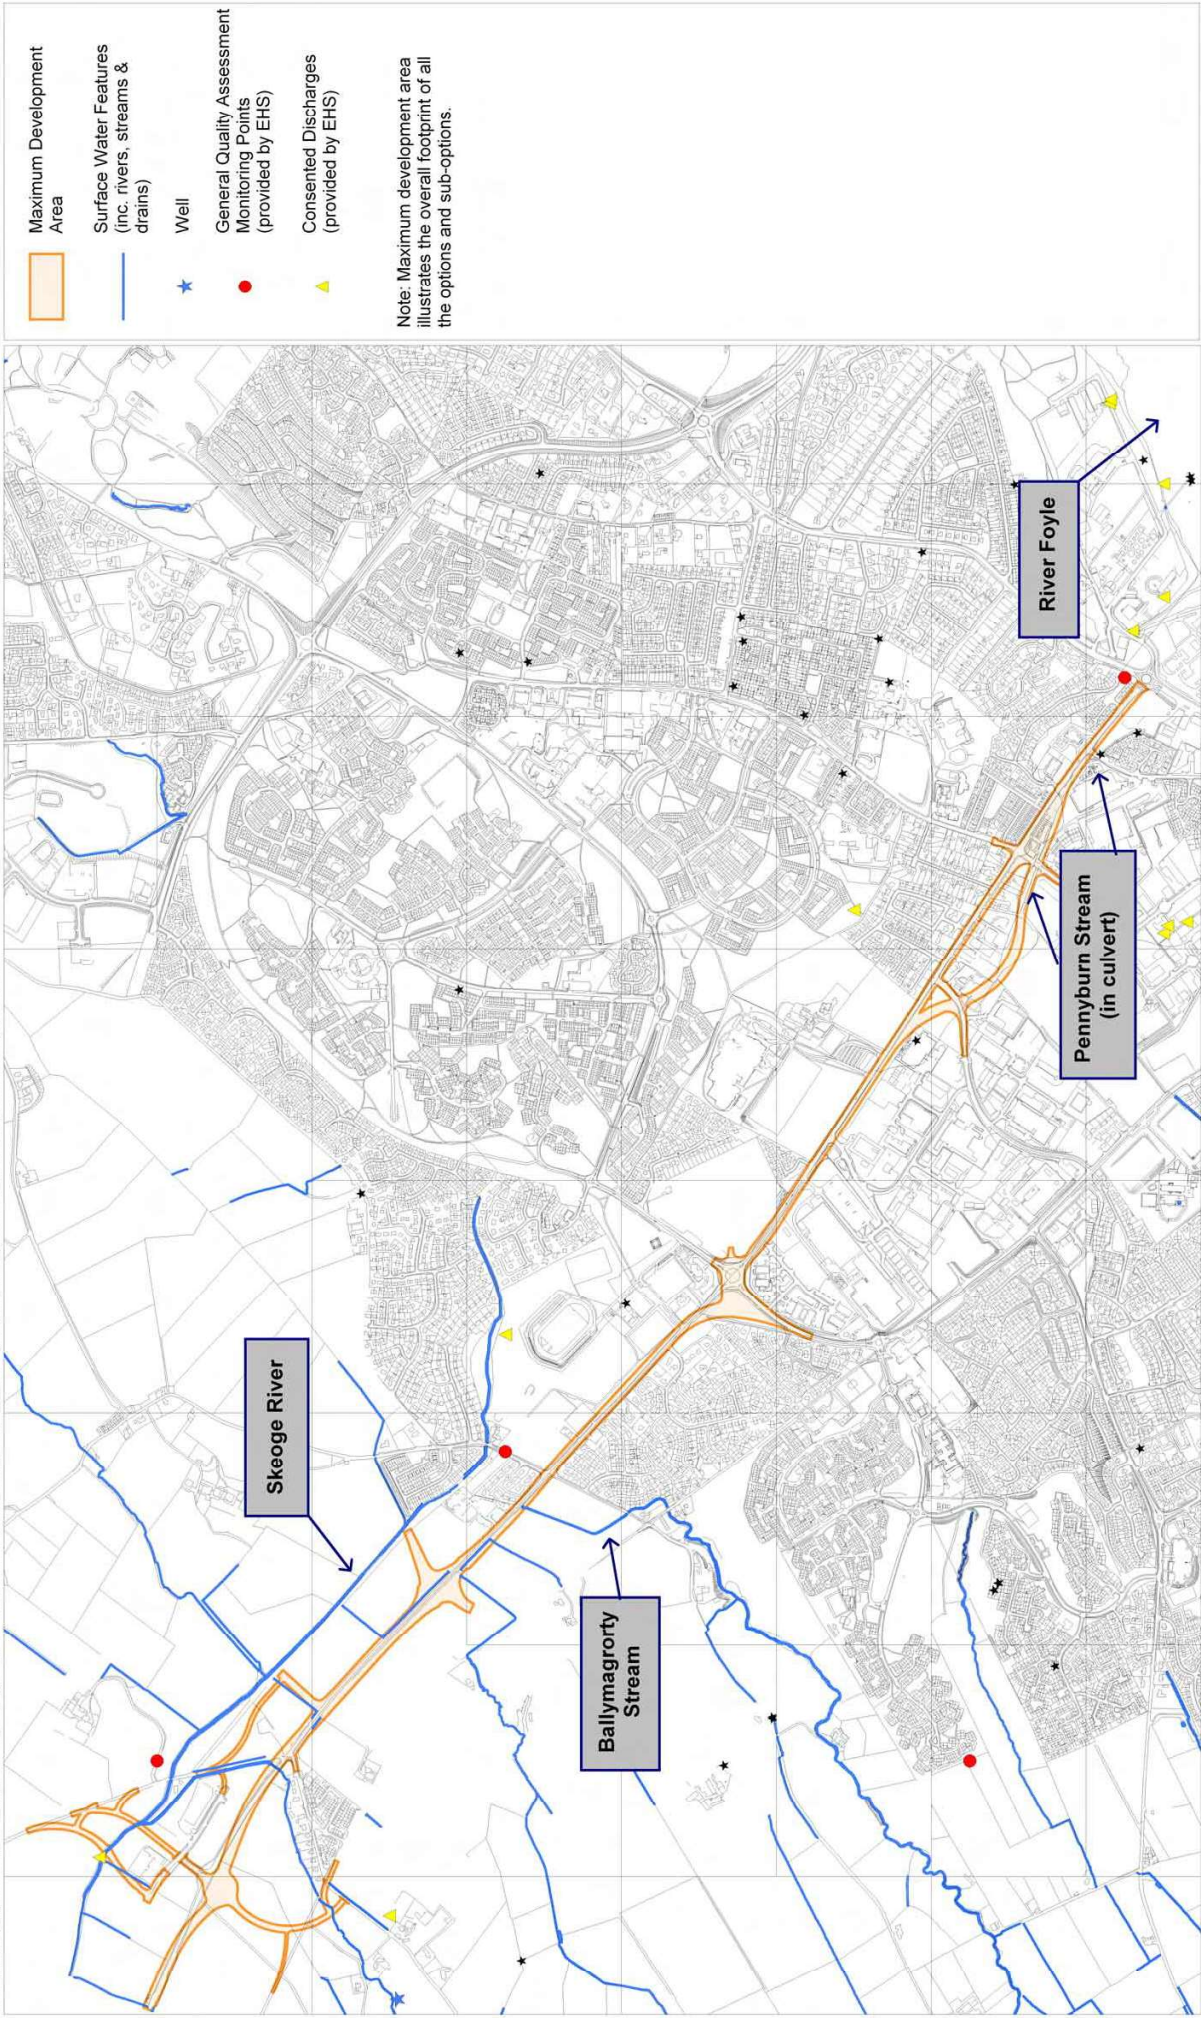 Maximum Development
Area
Surface Water Features
(inc. rivers, streams &
drains)
Well
General Quality Assessment
Monitoring Points
(provided by EHS)
Consented Discharges
(provided by EHS)
Note: Maximum development area
illustrates the overall footprint of all
the options and sub-options.
Skeoge River
Ballymagrorty
Stream
Pennyburn Stream
(in culvert)
River Foyle